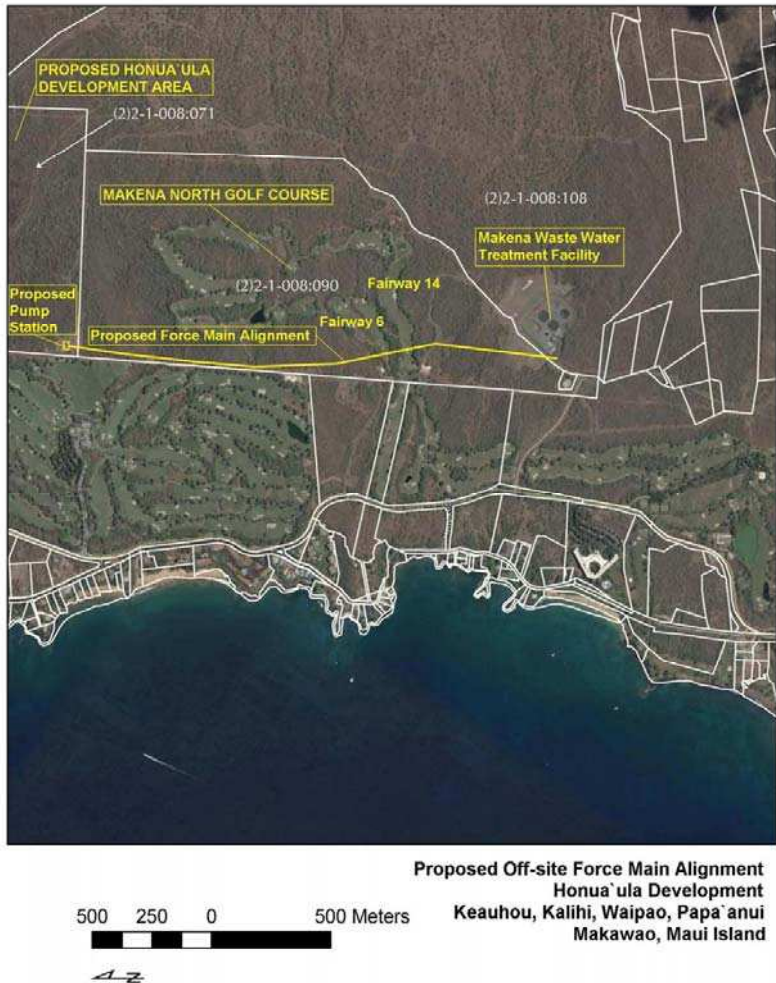 PROPOSED HONUA`ULA
DEVELOPMENT AREA
(2)2-1-008:071
MAKENA NORTH GOLF COURSE
(2)2-1-008:108
Makena Waste Water
Treatment Facility
(2)2-1-008:090
Fairway 14
Proposed
Pump
Station
Fairway 6
Proposed Force Main Alignment
Proposed Off-site Force Main Alignment
Honua`ula Development
Keauhou, Kalihi, Waipao, Papa`anui
Makawao, Maui Island
500 250 0 500 Meters
N